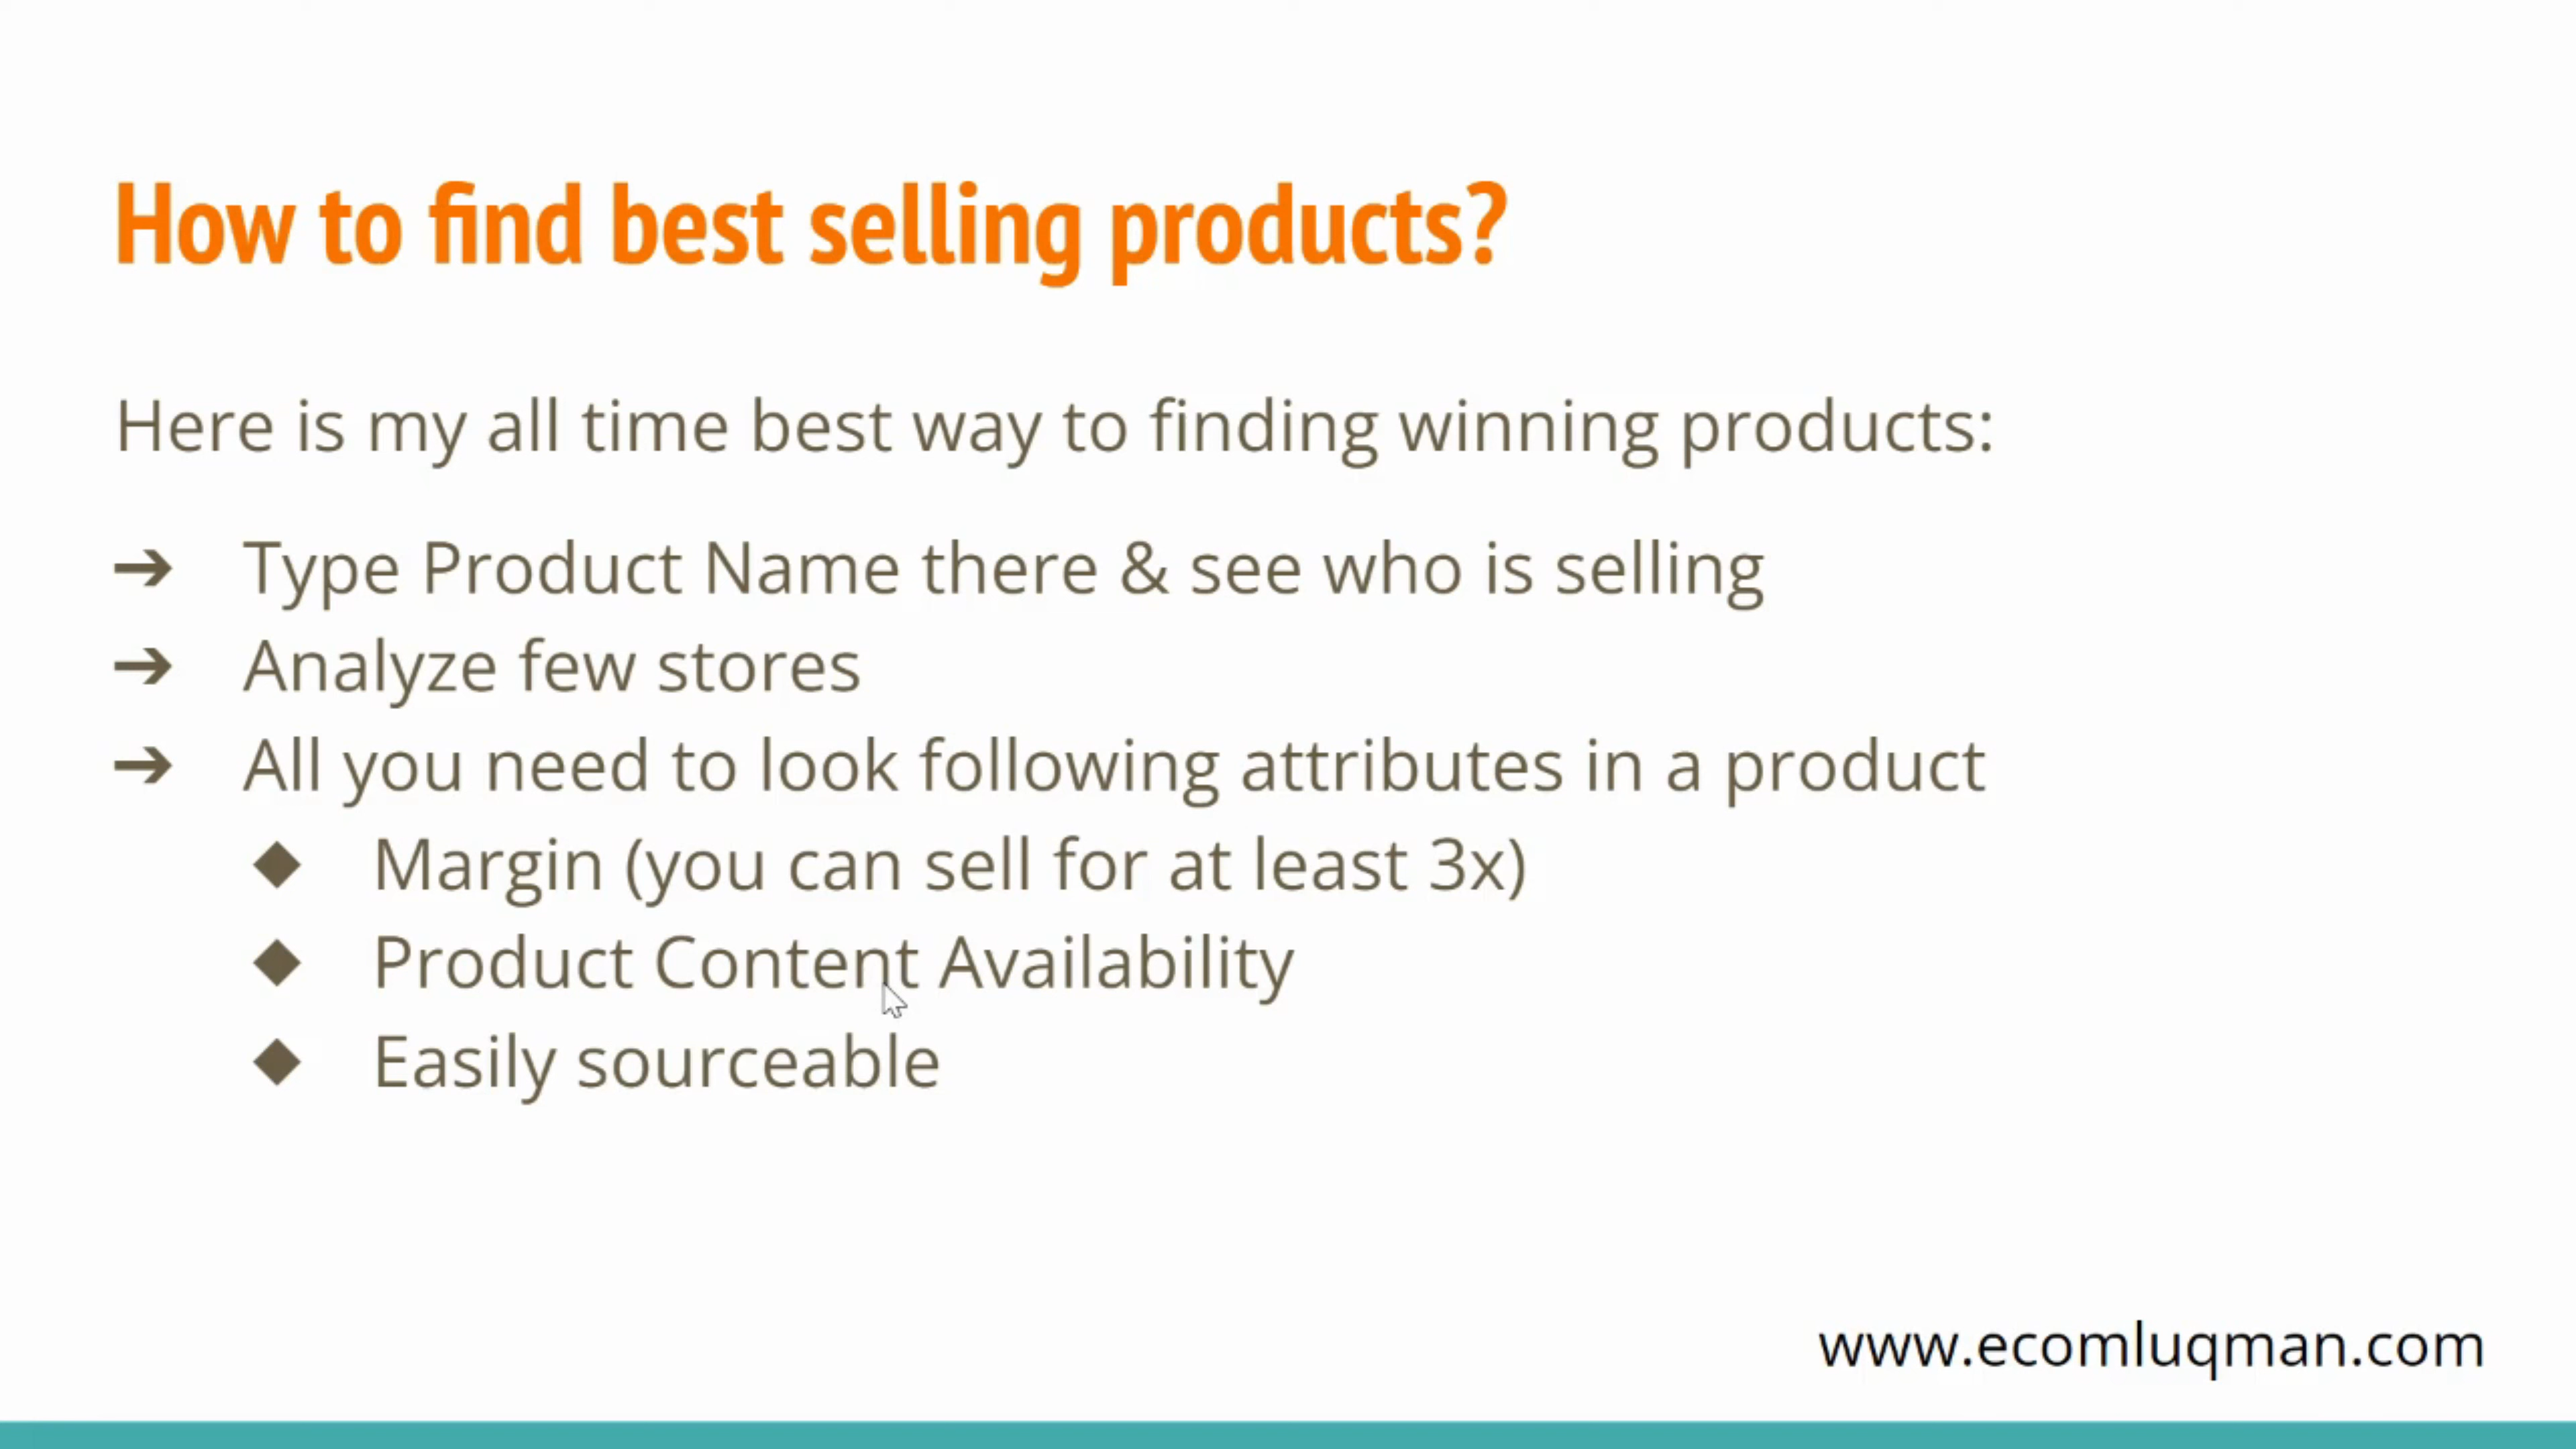 How to find best selling products?
Here is my all time best way to finding winning products:
➔ Type Product Name there & see who is selling
➔ Analyze few stores
➔ All you need to look following attributes in a product
◆ Margin (you can sell for at least 3x)
◆ Product Content Availability
◆ Easily sourceable
www.ecomluqman.com